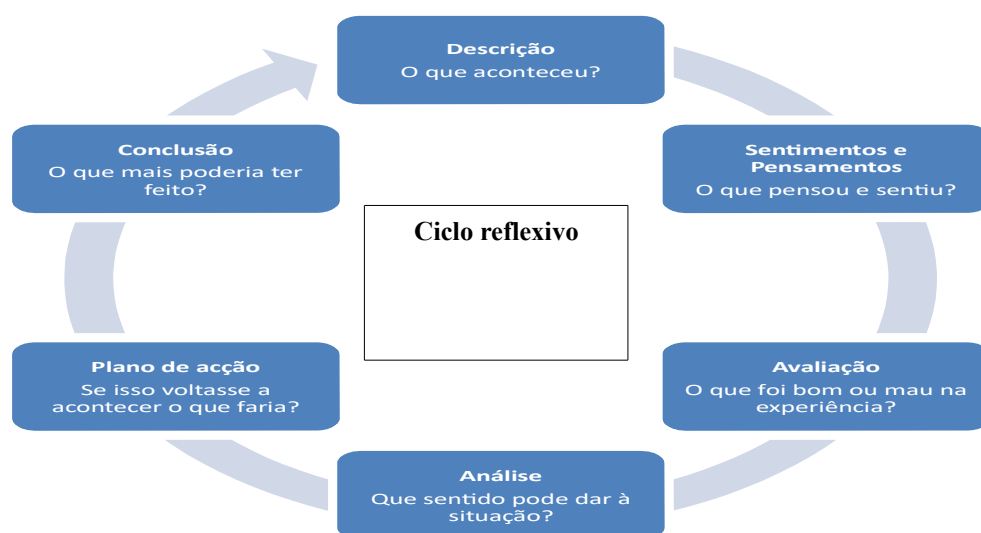 Descrição
O que aconteceu?
Sentimentos e
Pensamentos
O que pensou e sentiu?
Avaliação
O que foi bom ou mau na
experiência?
Análise
Que sentido pode dar à
situação?
Plano de acção
Se isso voltasse a
acontecer o que faria?
Conclusão
O que mais poderia ter
feito?
Ciclo reflexivo